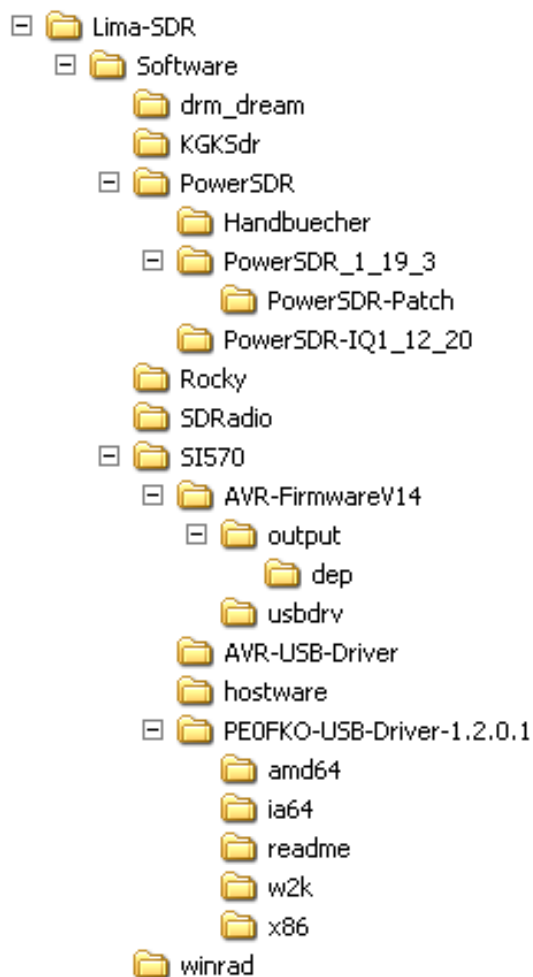 Lima-SDR
Software
drm_dream
KGKSdr
PowerSDR
Handbuecher
PowerSDR_1_19_3
PowerSDR-Patch
PowerSDR-IQ1_12_20
Rocky
SDRadio
SI570
AVR-FirmwareV14
output
dep
usbdrv
AVR-USB-Driver
hostware
PE0FKO-USB-Driver-1.2.0.1
amd64
ia64
readme
w2k
x86
winrad